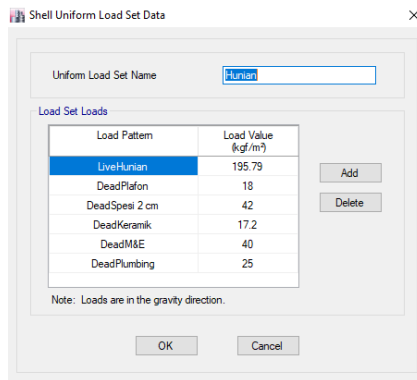 Shell Uniform Load Set Data
Uniform Load Set Name Hunian
Load Set Loads
Load Pattern Load Value (kgf/m²)
LiveHunian 195.79
DeadPlafon 18
DeadSpesi 2 cm 42
DeadKeramik 17.2
DeadM&E 40
DeadPlumbing 25
Add
Delete
Note: Loads are in the gravity direction.
OK Cancel